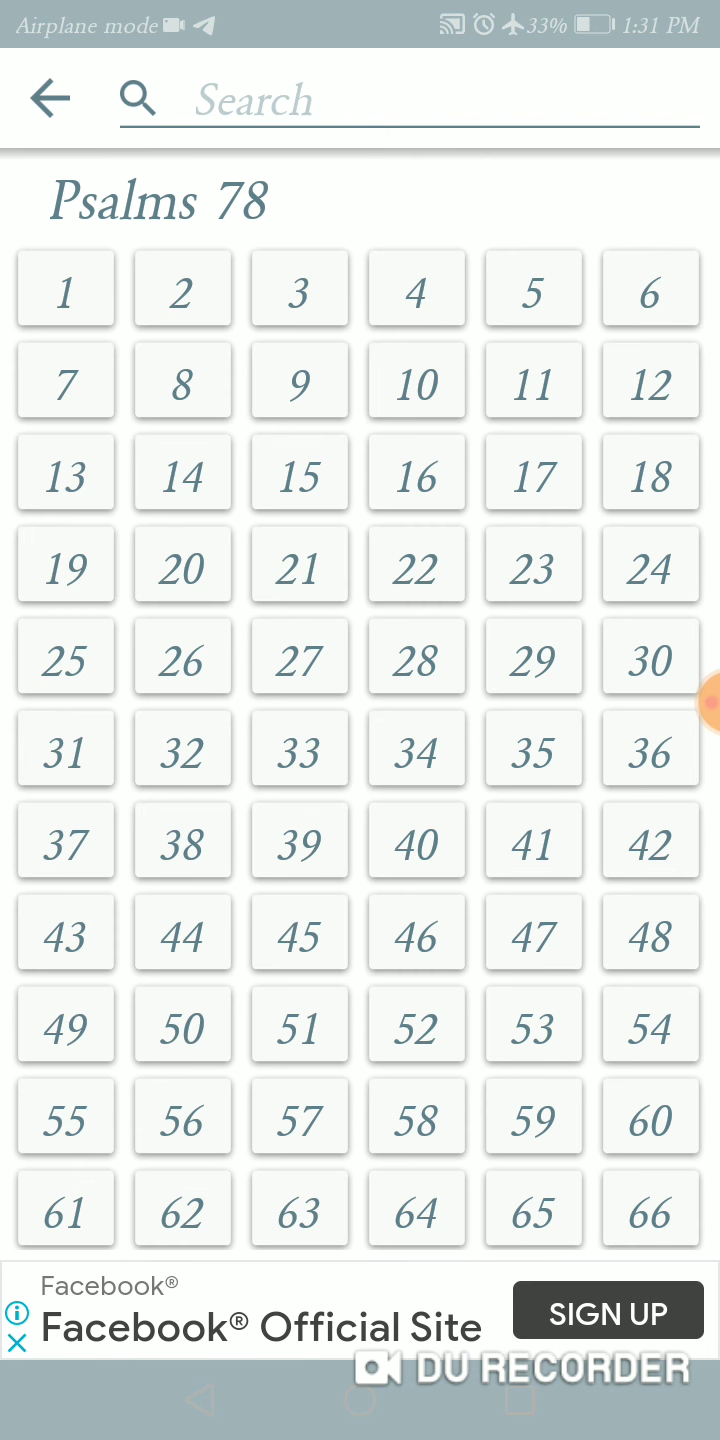 Airplane mode 33% 1:31 PM
Search
Psalms 78
1 2 3 4 5 6
7 8 9 10 11 12
13 14 15 16 17 18
19 20 21 22 23 24
25 26 27 28 29 30
31 32 33 34 35 36
37 38 39 40 41 42
43 44 45 46 47 48
49 50 51 52 53 54
55 56 57 58 59 60
61 62 63 64 65 66
Facebook®
Facebook® Official Site
SIGN UP
DU RECORDER